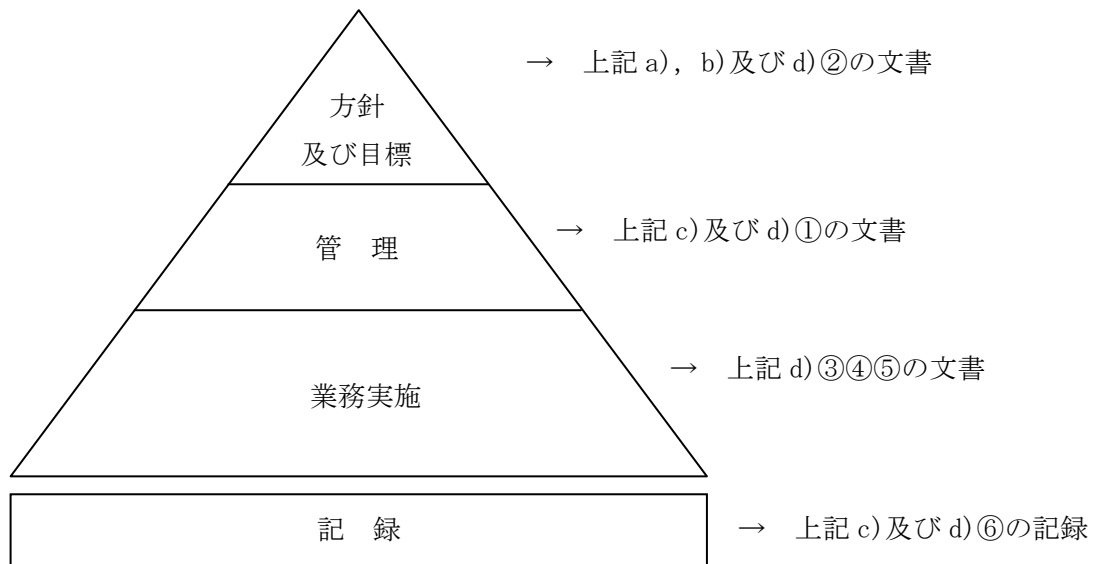 → 上記 a), b)及び d)②の文書
方針
及び目標
→ 上記 c)及び d)①の文書
管 理
→ 上記 d)③④⑤の文書
業務実施
記 録
→ 上記 c)及び d)⑥の記録